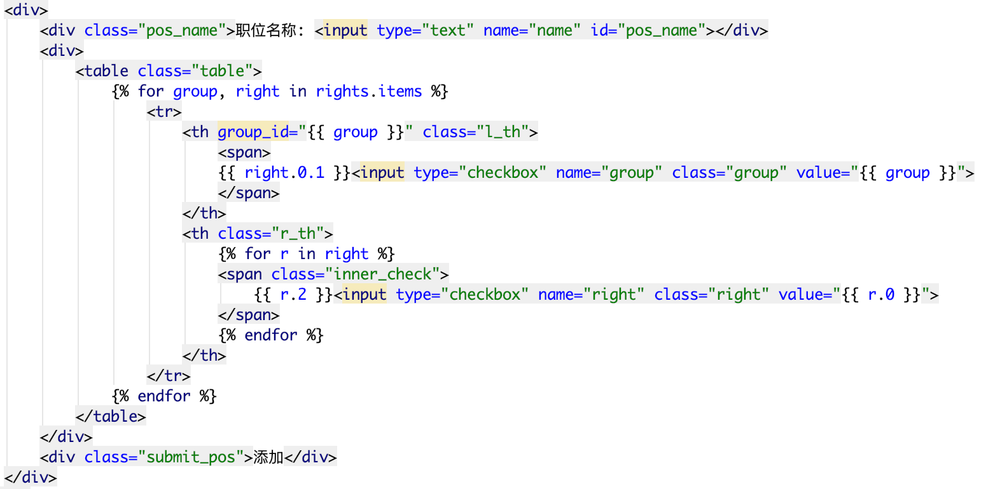 <div>
<div class="pos_name">职位名称: <input type="text" name="name" id="pos_name"></div>
<div>
<table class="table">
{% for group, right in rights.items %}
<tr>
<th group_id="{{ group }}" class="l_th">
<span>
{{ right.0.1 }}<input type="checkbox" name="group" class="group" value="{{ group }}">
</span>
</th>
<th class="r_th">
{% for r in right %}
<span class="inner_check">
{{ r.2 }}<input type="checkbox" name="right" class="right" value="{{ r.0 }}">
</span>
{% endfor %}
</th>
</tr>
{% endfor %}
</table>
</div>
<div class="submit_pos">添加</div>
</div>